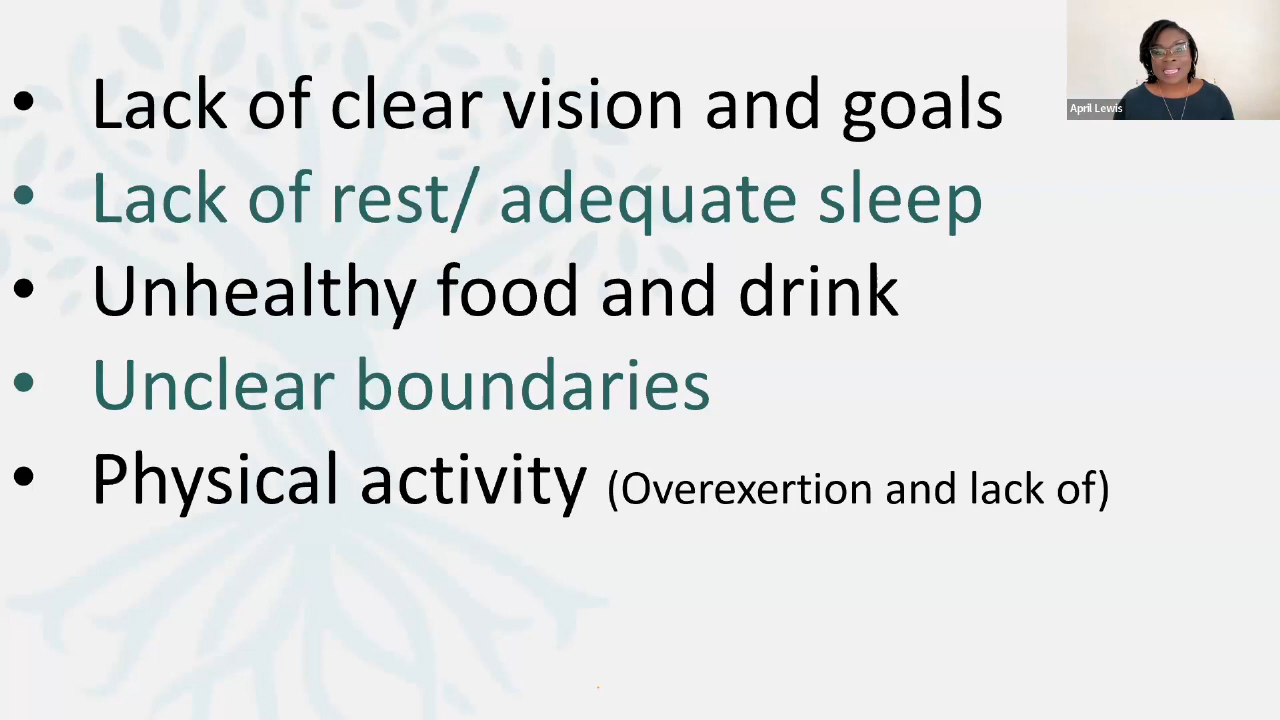 • Lack of clear vision and goals
• Lack of rest/ adequate sleep
• Unhealthy food and drink
• Unclear boundaries
• Physical activity (Overexertion and lack of)
April Lewis